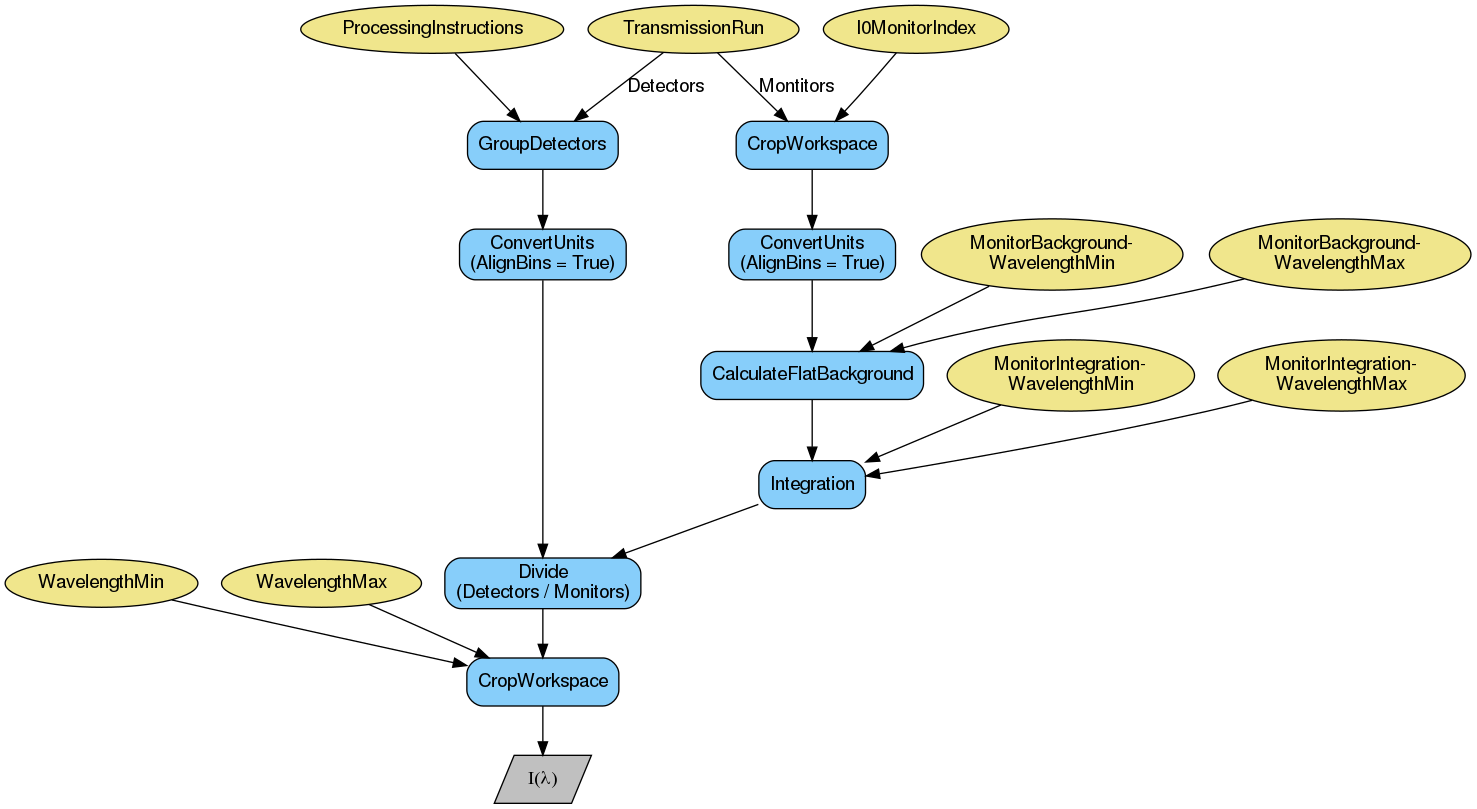 ProcessingInstructions
TransmissionRun
I0MonitorIndex
Detectors
Montitors
GroupDetectors
CropWorkspace
ConvertUnits
(AlignBins = True)
ConvertUnits
(AlignBins = True)
MonitorBackground-
WavelengthMin
MonitorBackground-
WavelengthMax
CalculateFlatBackground
MonitorIntegration-
WavelengthMin
MonitorIntegration-
WavelengthMax
Integration
WavelengthMin
WavelengthMax
Divide
(Detectors / Monitors)
CropWorkspace
I(λ)